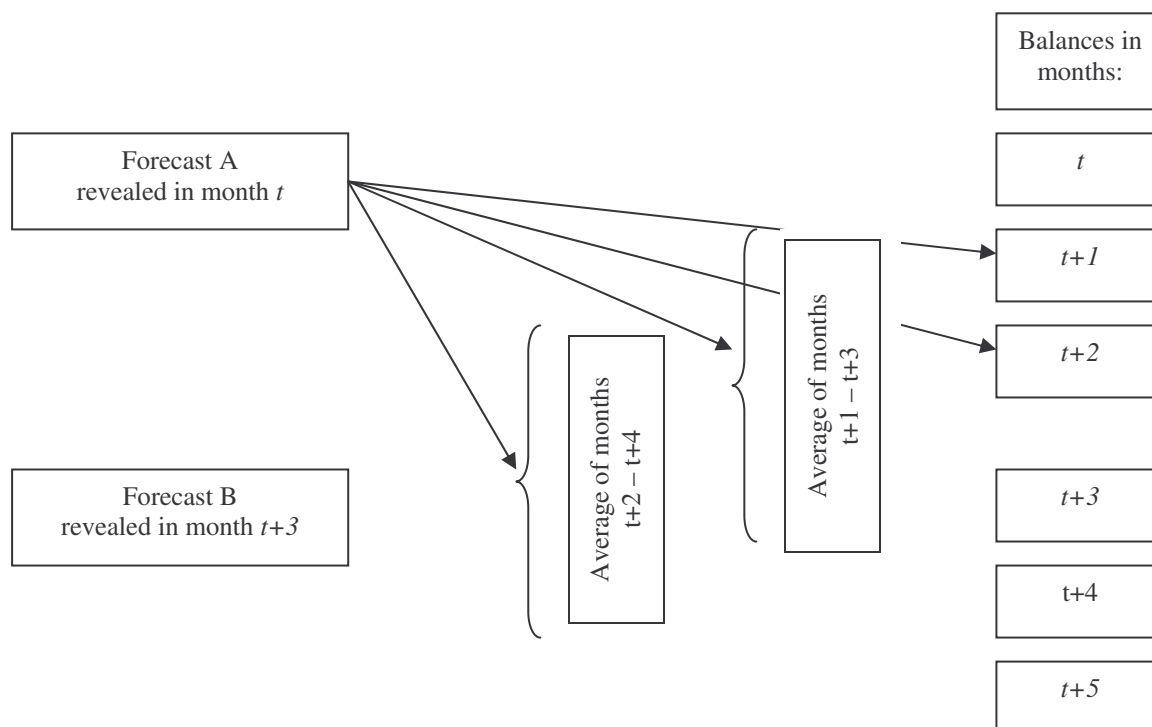 Balances in
months:
Forecast A
revealed in month t
t
t+1
Average of months
t+1 – t+3
t+2
Average of months
t+2 – t+4
Forecast B
revealed in month t+3
t+3
t+4
t+5